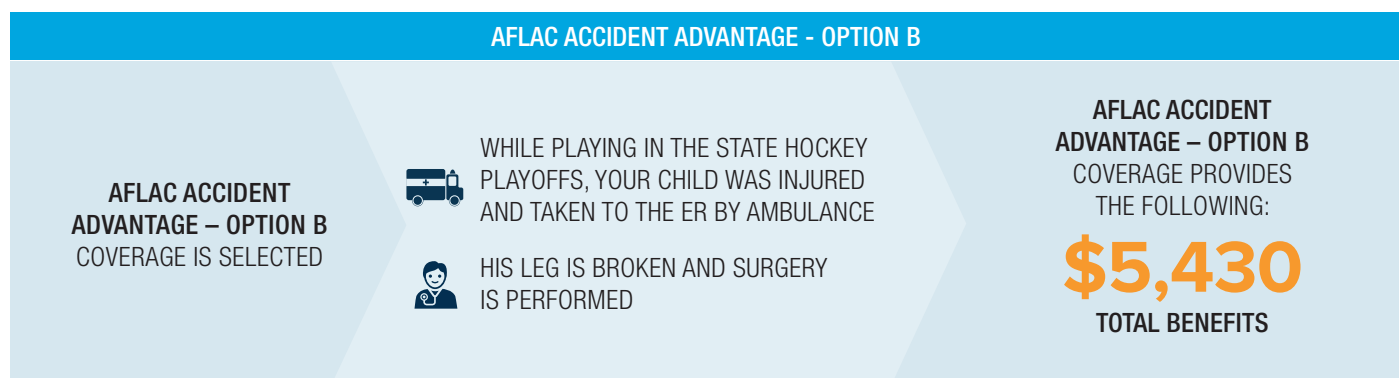 AFLAC ACCIDENT ADVANTAGE - OPTION B
AFLAC ACCIDENT
ADVANTAGE – OPTION B
COVERAGE IS SELECTED
WHILE PLAYING IN THE STATE HOCKEY
PLAYOFFS, YOUR CHILD WAS INJURED
AND TAKEN TO THE ER BY AMBULANCE
HIS LEG IS BROKEN AND SURGERY
IS PERFORMED
AFLAC ACCIDENT
ADVANTAGE – OPTION B
COVERAGE PROVIDES
THE FOLLOWING:
$5,430
TOTAL BENEFITS